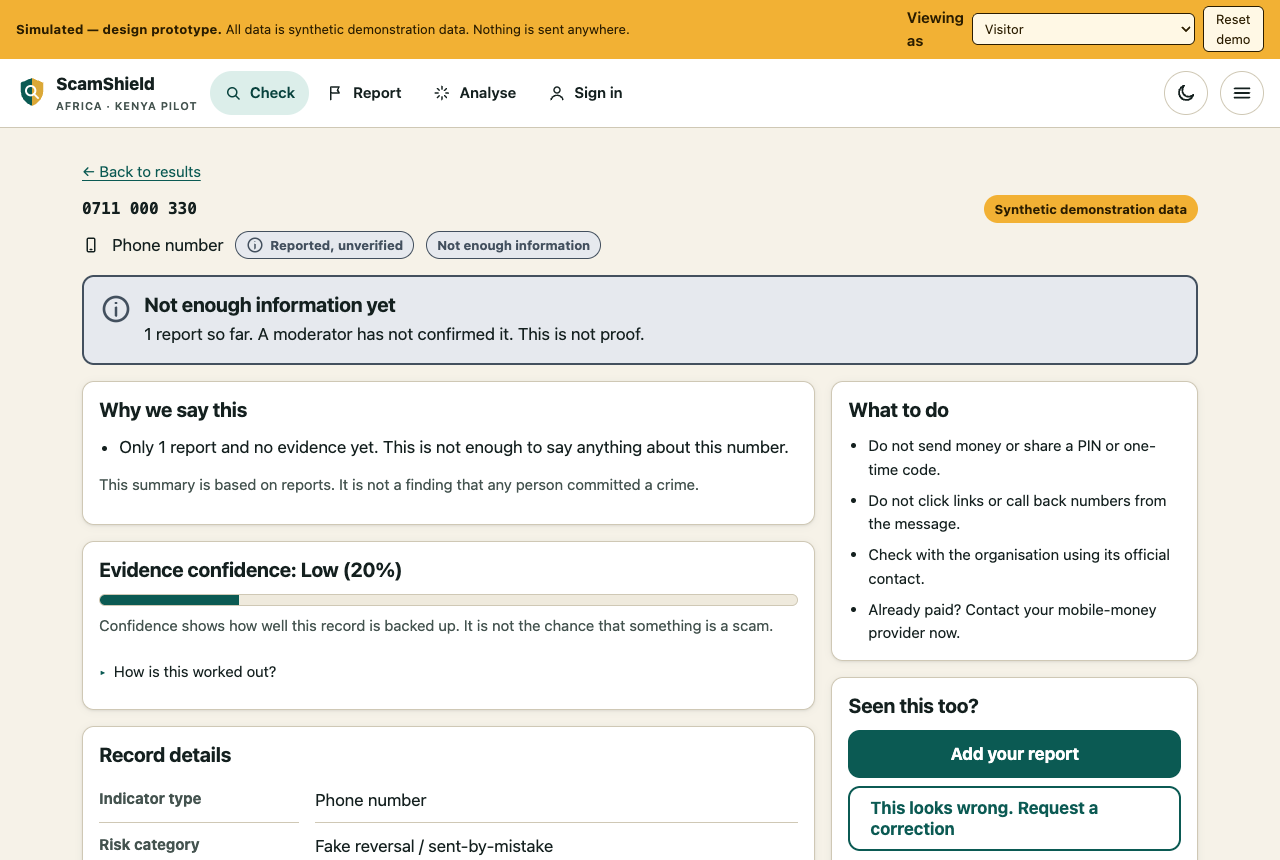 Simulated — design prototype. All data is synthetic demonstration data. Nothing is sent anywhere.
Viewing as
Visitor
Reset demo
ScamShield
AFRICA · KENYA PILOT
Check
Report
Analyse
Sign in
← Back to results
0711 000 330
Synthetic demonstration data
Phone number
Reported, unverified
Not enough information
Not enough information yet
1 report so far. A moderator has not confirmed it. This is not proof.
Why we say this
• Only 1 report and no evidence yet. This is not enough to say anything about this number.
This summary is based on reports. It is not a finding that any person committed a crime.
Evidence confidence: Low (20%)
Confidence shows how well this record is backed up. It is not the chance that something is a scam.
▸ How is this worked out?
Record details
Indicator type
Phone number
Risk category
Fake reversal / sent-by-mistake
What to do
• Do not send money or share a PIN or one-
time code.
• Do not click links or call back numbers from
the message.
• Check with the organisation using its official
contact.
• Already paid? Contact your mobile-money
provider now.
Seen this too?
Add your report
This looks wrong. Request a
correction